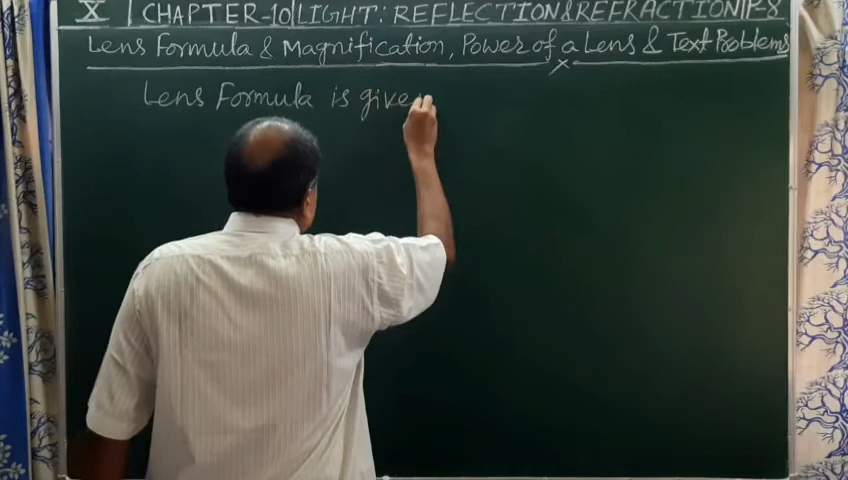 X | CHAPTER-10 | LIGHT: REFLECTION & REFRACTION | P-8
Lens Formula & Magnification, Power of a Lens & Text Problems
Lens Formula is give